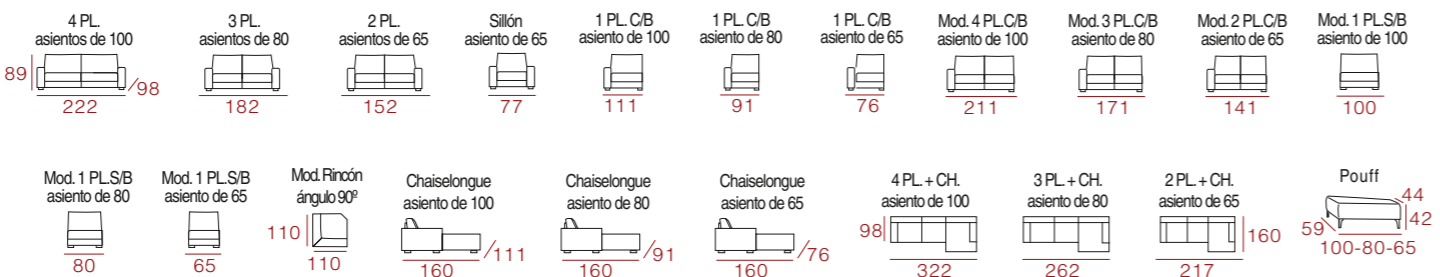 4 PL.
asientos de 100
89
98
222
3 PL.
asientos de 80
182
2 PL.
asientos de 65
152
Sillón
asiento de 65
77
1 PL. C/B
asiento de 100
111
1 PL. C/B
asiento de 80
91
1 PL. C/B
asiento de 65
76
Mod. 4 PL.C/B
asiento de 100
211
Mod. 3 PL.C/B
asiento de 80
171
Mod. 2 PL.C/B
asiento de 65
141
Mod. 1 PL.S/B
asiento de 100
100
Mod. 1 PL.S/B
asiento de 80
80
Mod. 1 PL.S/B
asiento de 65
65
Mod. Rincón
ángulo 90º
110
110
Chaiselongue
asiento de 100
111
160
Chaiselongue
asiento de 80
91
160
Chaiselongue
asiento de 65
76
160
4 PL. + CH.
asiento de 100
98
322
3 PL. + CH.
asiento de 80
262
2 PL. + CH.
asiento de 65
160
217
Pouff
44
42
59
100-80-65